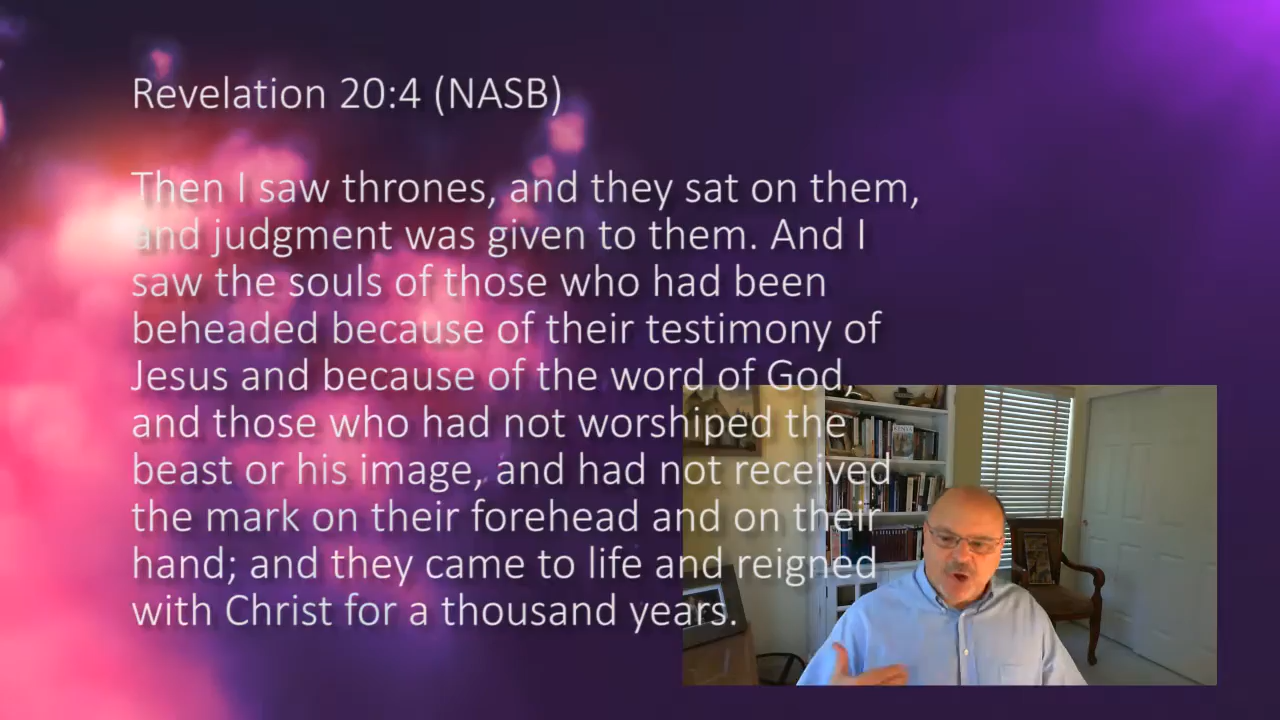 Revelation 20:4 (NASB)
Then I saw thrones, and they sat on them,
and judgment was given to them. And I
saw the souls of those who had been
beheaded because of their testimony of
Jesus and because of the word of God,
and those who had not worshiped the
beast or his image, and had not received
the mark on their forehead and on their
hand; and they came to life and reigned
with Christ for a thousand years.